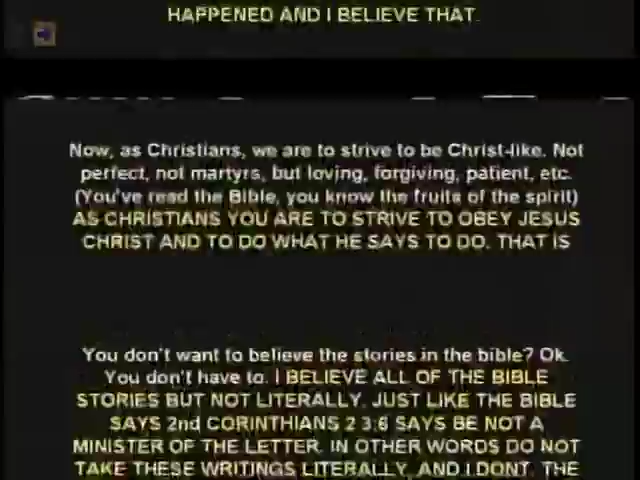 HAPPENED AND I BELIEVE THAT.
Now, as Christians, we are to strive to be Christ-like. Not
perfect, not martyrs, but loving, forgiving, patient, etc.
(You've read the Bible, you know the fruits of the spirit)
AS CHRISTIANS YOU ARE TO STRIVE TO OBEY JESUS
CHRIST AND TO DO WHAT HE SAYS TO DO. THAT IS
You don't want to believe the stories in the bible? Ok.
You don't have to. I BELIEVE ALL OF THE BIBLE
STORIES BUT NOT LITERALLY. JUST LIKE THE BIBLE
SAYS 2nd CORINTHIANS 2 3:6 SAYS BE NOT A
MINISTER OF THE LETTER. IN OTHER WORDS DO NOT
TAKE THESE WRITINGS LITERALLY, AND I DONT. THE